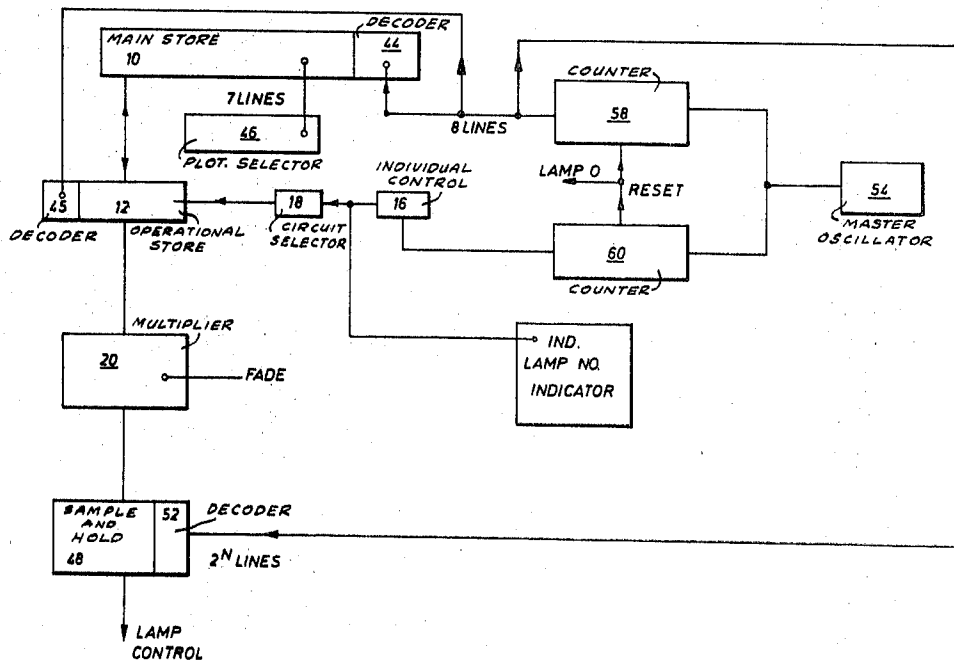 DECODER
MAIN STORE
10
44
COUNTER
58
7 LINES
8 LINES
46
PLOT. SELECTOR
INDIVIDUAL
CONTROL
LAMP 0
RESET
54
MASTER
OSCILLATOR
45
12
18
16
DECODER
OPERATIONAL
STORE
CIRCUIT
SELECTOR
60
COUNTER
MULTIPLIER
20
FADE
IND.
LAMP NO.
INDICATOR
SAMPLE
AND
HOLD
48
52
DECODER
2^N LINES
LAMP
CONTROL